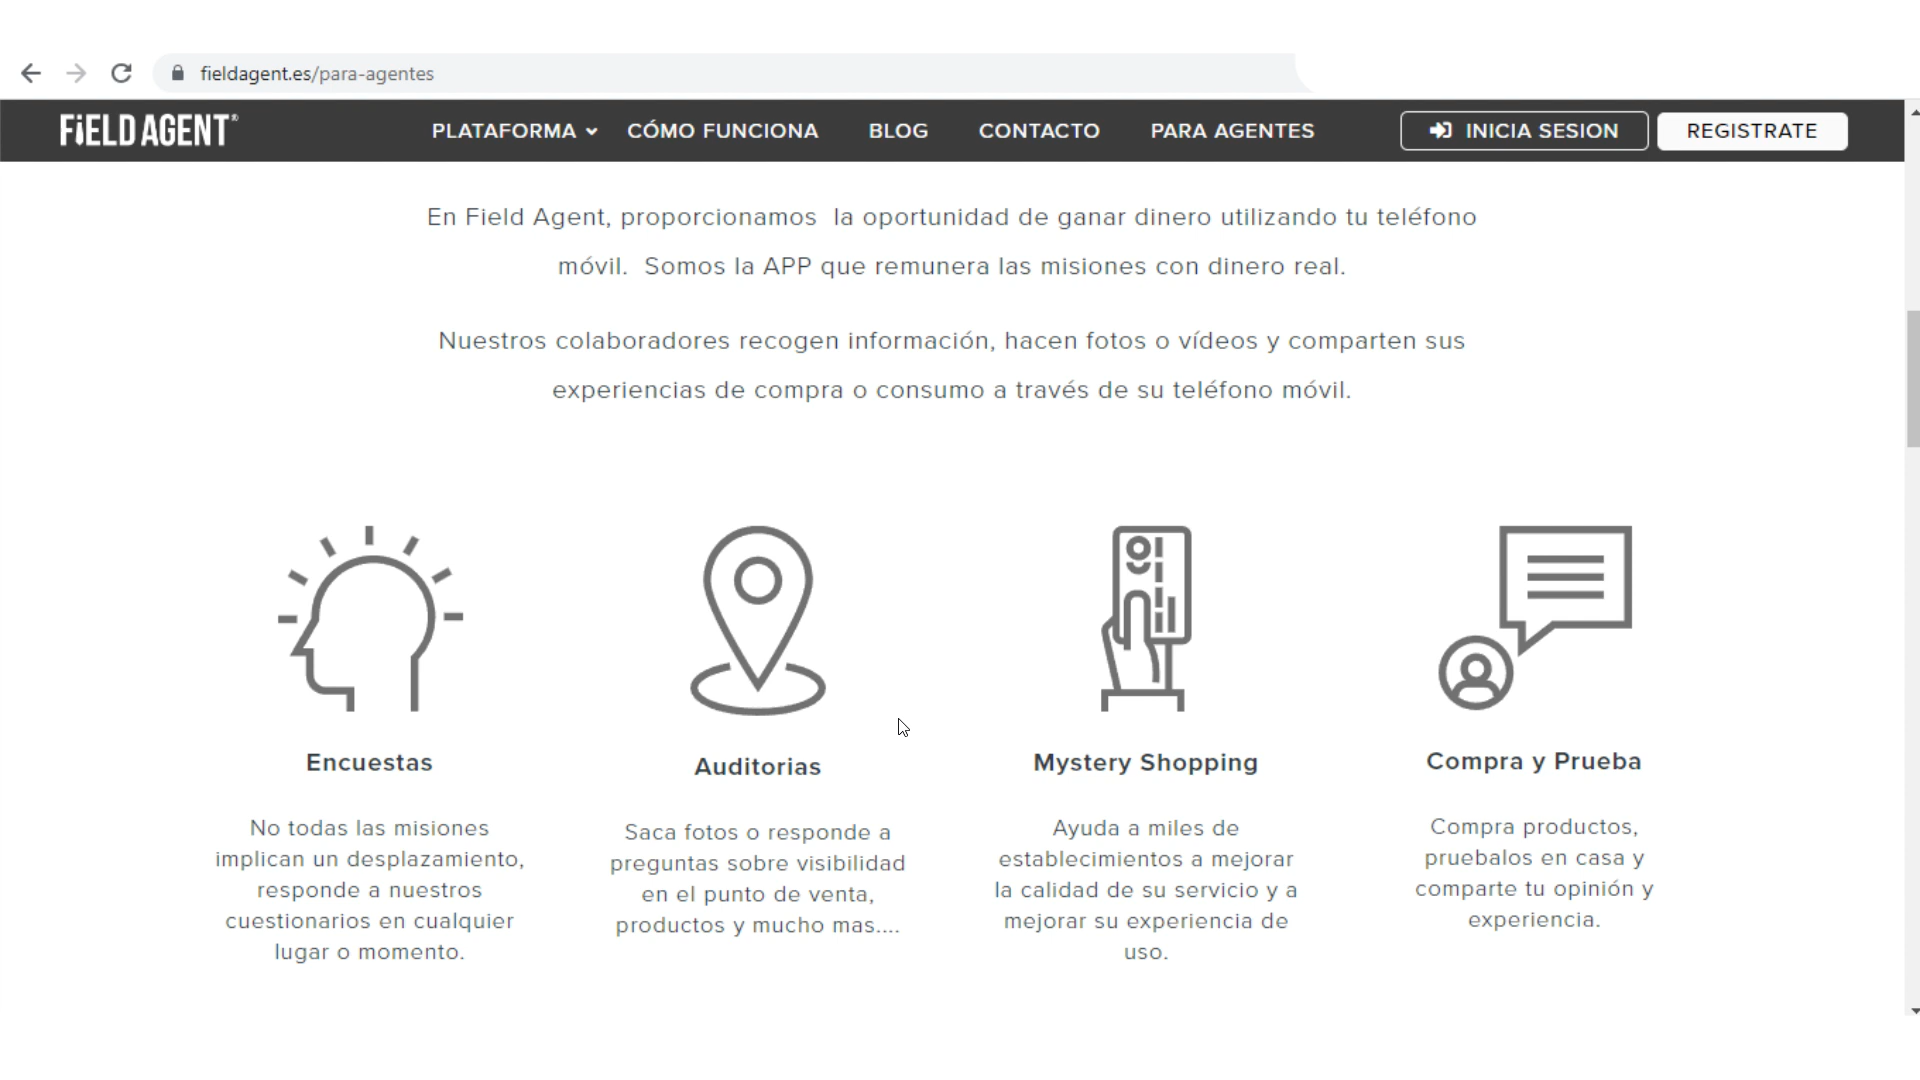 fieldagent.es/para-agentes
FiELD AGENT®
PLATAFORMA
CÓMO FUNCIONA
BLOG
CONTACTO
PARA AGENTES
INICIA SESION
REGISTRATE
En Field Agent, proporcionamos la oportunidad de ganar dinero utilizando tu teléfono
móvil. Somos la APP que remunera las misiones con dinero real.
Nuestros colaboradores recogen información, hacen fotos o vídeos y comparten sus
experiencias de compra o consumo a través de su teléfono móvil.
Encuestas
No todas las misiones
implican un desplazamiento,
responde a nuestros
cuestionarios en cualquier
lugar o momento.
Auditorias
Saca fotos o responde a
preguntas sobre visibilidad
en el punto de venta,
productos y mucho mas....
Mystery Shopping
Ayuda a miles de
establecimientos a mejorar
la calidad de su servicio y a
mejorar su experiencia de
uso.
Compra y Prueba
Compra productos,
pruebalos en casa y
comparte tu opinión y
experiencia.